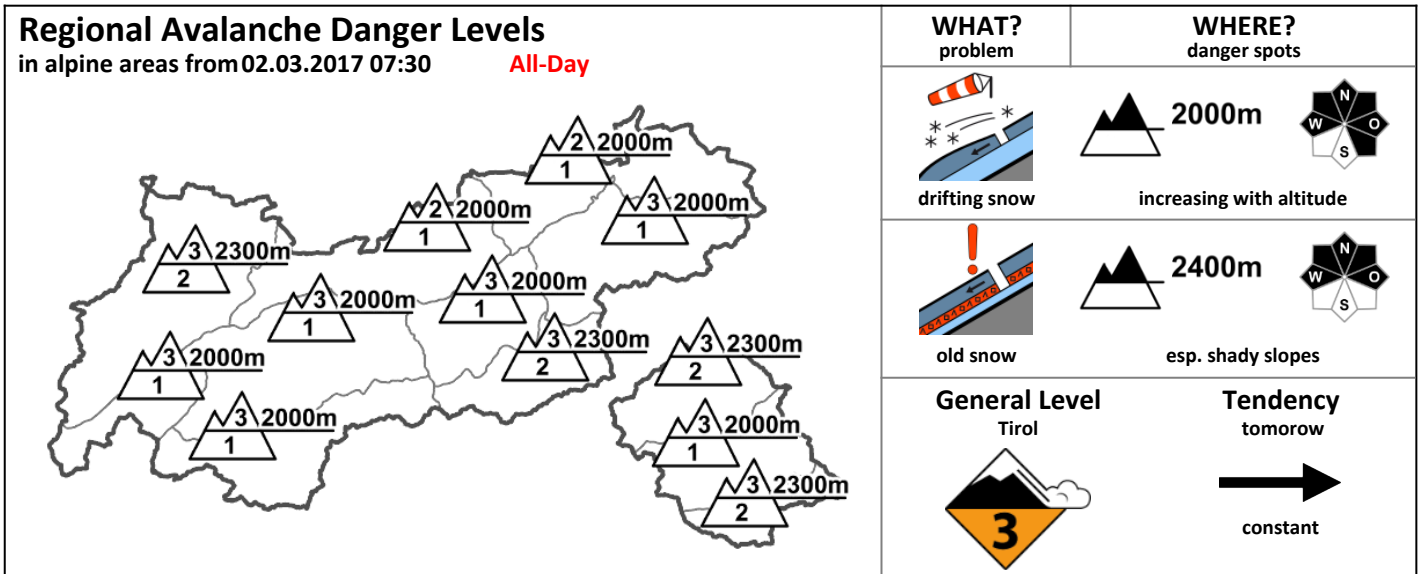 Regional Avalanche Danger Levels
in alpine areas from 02.03.2017 07:30 All-Day
2 2000m
1
2 2000m
1
3 2000m
1
3 2300m
2
3 2000m
1
3 2000m
1
3 2000m
1
3 2300m
2
3 2300m
2
3 2000m
1
3 2000m
1
3 2300m
2
WHAT?
problem
WHERE?
danger spots
2000m
N
W O
S
drifting snow
increasing with altitude
2400m
N
W O
S
old snow
esp. shady slopes
General Level
Tirol
3
Tendency
tomorow
constant